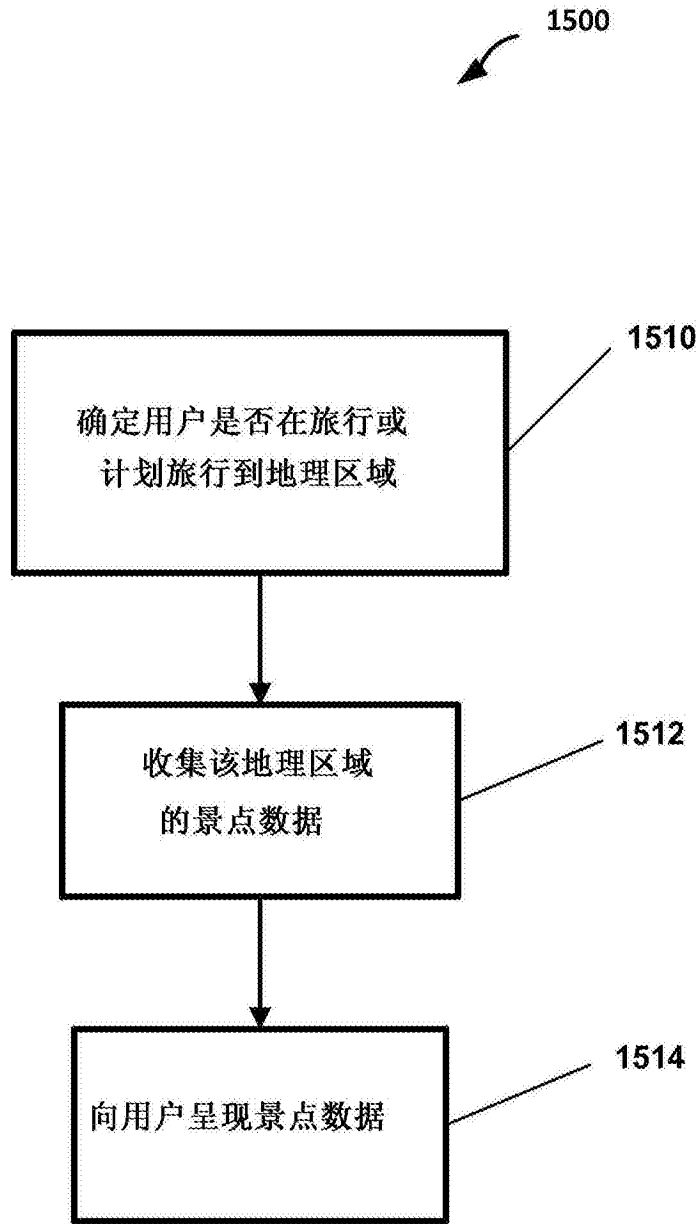 1500
1510
确定用户是否在旅行或
计划旅行到地理区域
1512
收集该地理区域
的景点数据
1514
向用户呈现景点数据